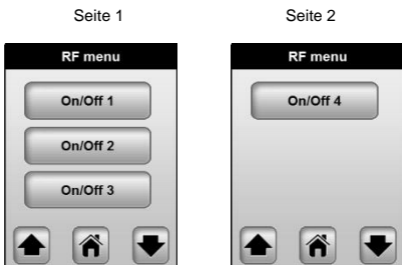 Seite 1
RF menu
On/Off 1
On/Off 2
On/Off 3
Seite 2
RF menu
On/Off 4